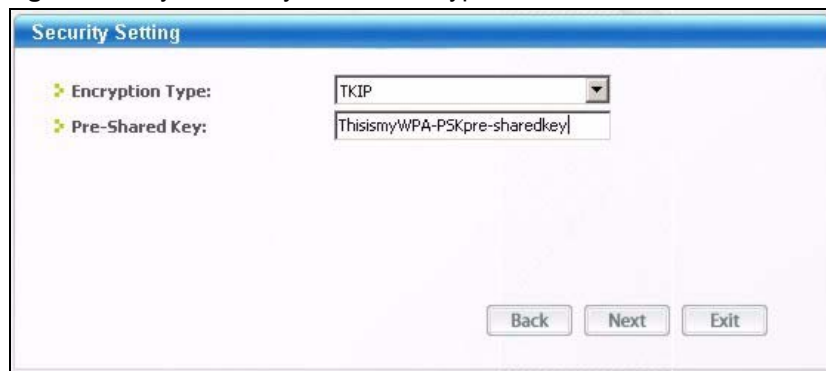 Security Setting
Encryption Type: TKIP
Pre-Shared Key: ThisismyWPA-PSKpre-sharedkey
Back Next Exit